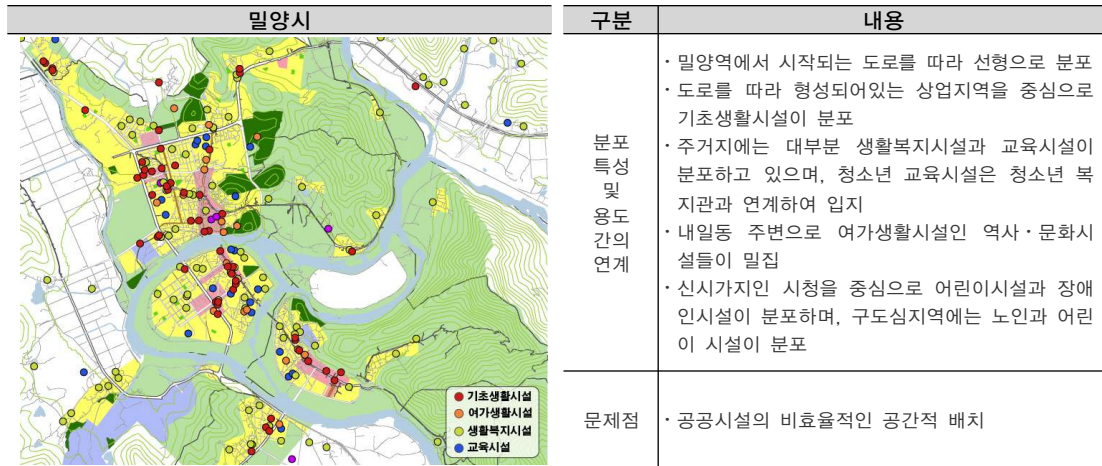 밀양시
기초생활시설
여가생활시설
생활복지시설
교육시설
구분
내용
분포
특성
및
용도
간의
연계
· 밀양역에서 시작되는 도로를 따라 선형으로 분포
· 도로를 따라 형성되어있는 상업지역을 중심으로
기초생활시설이 분포
· 주거지에는 대부분 생활복지시설과 교육시설이
분포하고 있으며, 청소년 교육시설은 청소년 복
지관과 연계하여 입지
· 내일동 주변으로 여가생활시설인 역사·문화시
설들이 밀집
· 신시가지인 시청을 중심으로 어린이시설과 장애
인시설이 분포하며, 구도심지역에는 노인과 어린
이 시설이 분포
문제점
· 공공시설의 비효율적인 공간적 배치